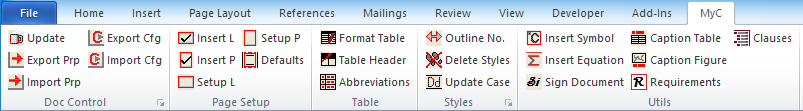 File Home Insert Page Layout References Mailings Review View Developer Add-Ins MyC
Update Export Cfg Insert L Setup P Format Table Outline No. Insert Symbol Caption Table Clauses
Export Prp Import Cfg Insert P Defaults Table Header Delete Styles Insert Equation Caption Figure
Import Prp Setup L Abbreviations Update Case Sign Document Requirements
Doc Control Page Setup Table Styles Utils